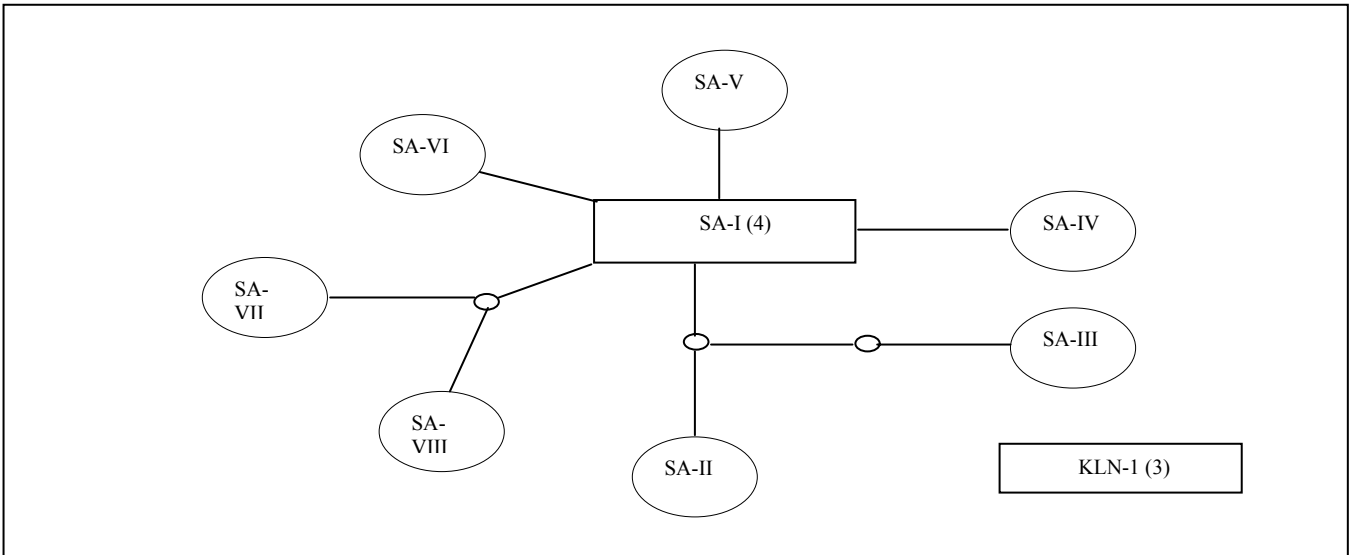 SA-V
SA-VI
SA-I (4)
SA-IV
SA-
VII
SA-III
SA-
VIII
SA-II
KLN-1 (3)